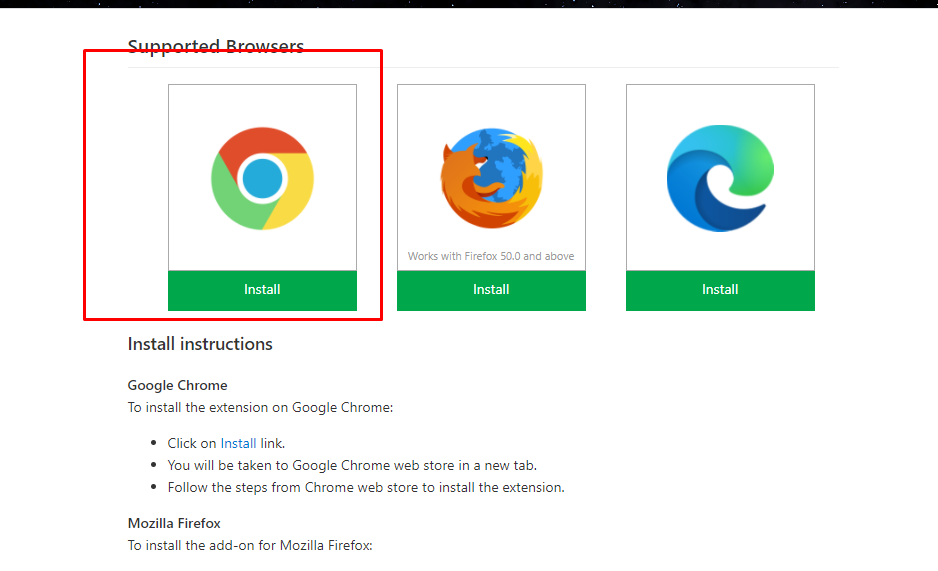 Supported Browsers
Works with Firefox 50.0 and above
Install
Install
Install
Install instructions
Google Chrome
To install the extension on Google Chrome:
Click on Install link.
You will be taken to Google Chrome web store in a new tab.
Follow the steps from Chrome web store to install the extension.
Mozilla Firefox
To install the add-on for Mozilla Firefox: